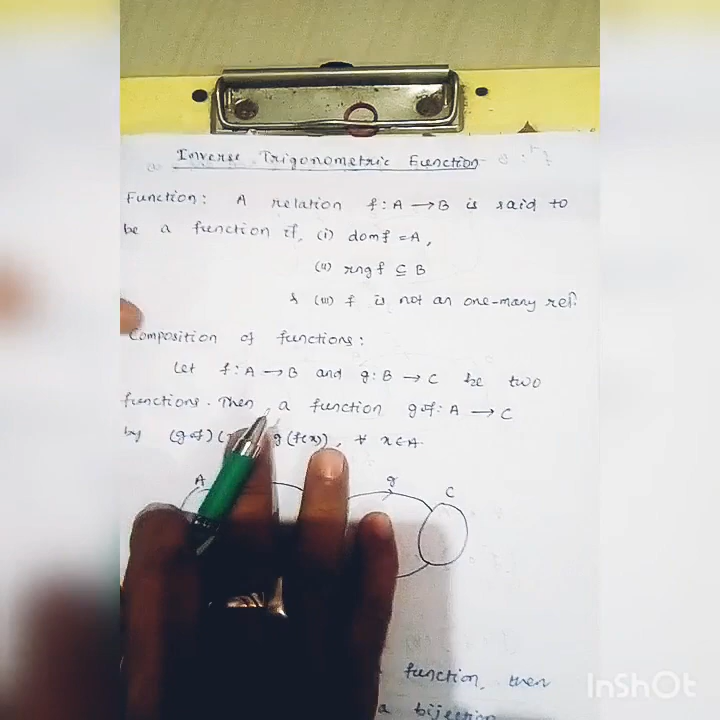 Inverse Trigonometric Function
Function: A relation f: A → B is said to
be a function if, (i) dom f = A,
(ii) rng f ⊆ B
& (iii) f is not an one-many rel.
Composition of functions:
Let f: A → B and g: B → C be two
functions. Then, a function gof: A → C
by (gof)( g(f(x)), ∀ x ∈ A.
A g C
function, then
a bijection
InShOt